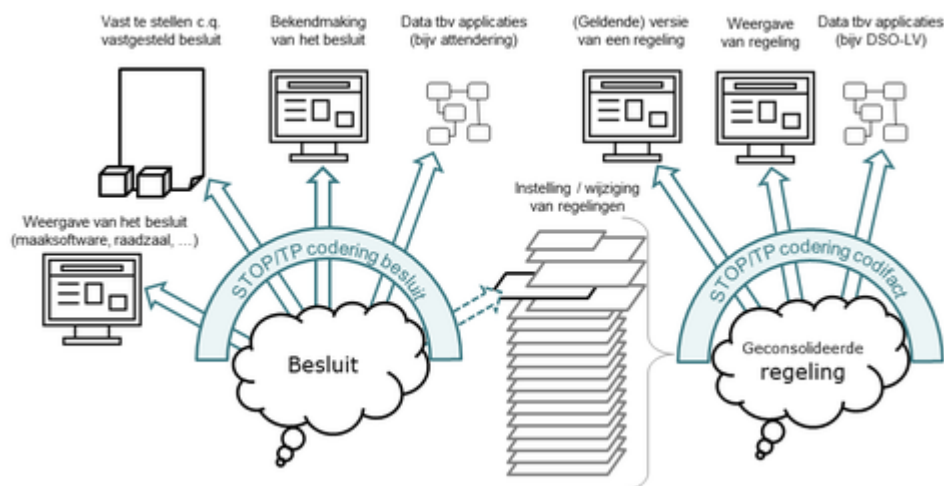 Vast te stellen c.q.
vastgesteld besluit
Bekendmaking
van het besluit
Data tbv applicaties
(bijv attendering)
(Geldende) versie
van een regeling
Weergave
van regeling
Data tbv applicaties
(bijv DSO-LV)
Weergave van het besluit
(maaksoftware, raadzaal, …)
Instelling / wijziging
van regelingen
STOP/TP codering besluit
Besluit
STOP/TP codering codifact
Geconsolideerde
regeling